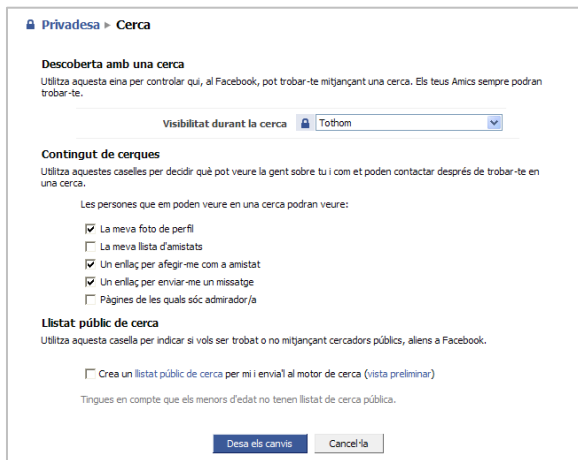 Privadesa ▸ Cerca
Descoberta amb una cerca
Utilitza aquesta eina per controlar qui, al Facebook, pot trobar-te mitjançant una cerca. Els teus Amics sempre podran
trobar-te.
Visibilitat durant la cerca Tothom
Contingut de cerques
Utilitza aquestes caselles per decidir què pot veure la gent sobre tu i com et poden contactar després de trobar-te en
una cerca.
Les persones que em poden veure en una cerca podran veure:
La meva foto de perfil
La meva llista d'amistats
Un enllaç per afegir-me com a amistat
Un enllaç per enviar-me un missatge
Pàgines de les quals sóc admirador/a
Llistat públic de cerca
Utilitza aquesta casella per indicar si vols ser trobat o no mitjançant cercadors públics, aliens a Facebook.
Crea un llistat públic de cerca per mi i envia'l al motor de cerca (vista preliminar)
Tingues en compte que els menors d'edat no tenen llistat de cerca pública.
Desa els canvis Cancel·la